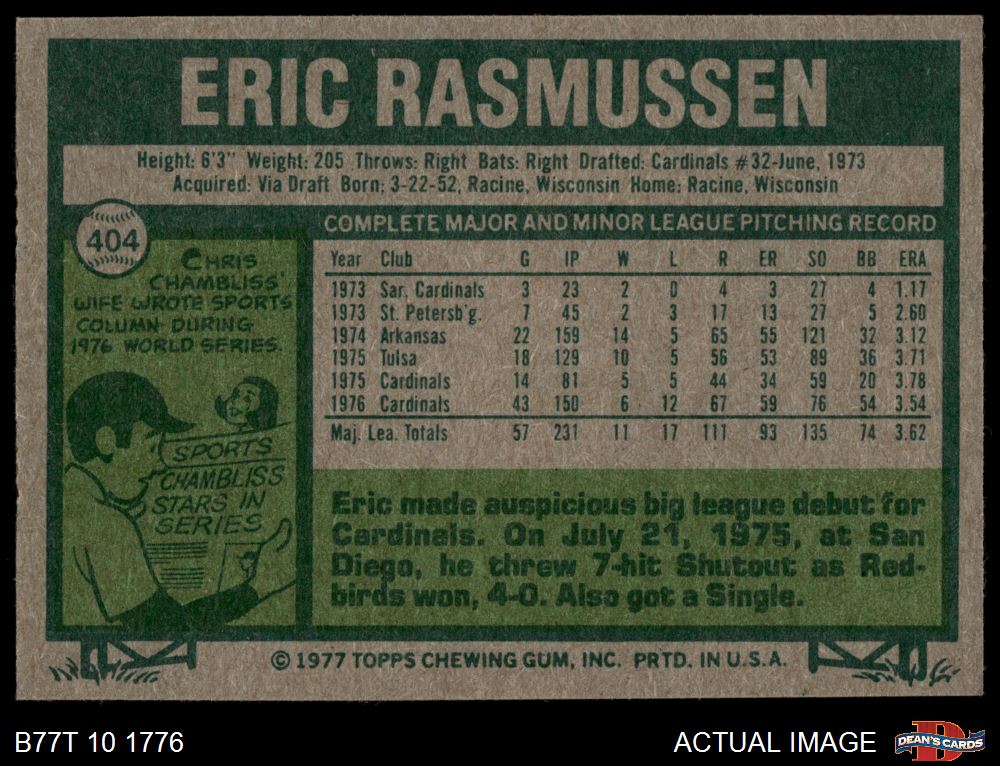 ERIC RASMUSSEN
Height: 6'3" Weight: 205 Throws: Right Bats: Right Drafted: Cardinals #32-June, 1973
Acquired: Via Draft Born: 3-22-52, Racine, Wisconsin Home: Racine, Wisconsin
404
CHRIS
CHAMBLISS'
WIFE WROTE SPORTS
COLUMN DURING
1976 WORLD SERIES.
SPORTS
CHAMBLISS
STARS IN
SERIES
COMPLETE MAJOR AND MINOR LEAGUE PITCHING RECORD
Year Club G IP W L R ER SO BB ERA
1973 Sar. Cardinals 3 23 2 0 4 3 27 4 1.17
1973 St. Petersb'g. 7 45 2 3 17 13 27 5 2.60
1974 Arkansas 22 159 14 5 65 55 121 32 3.12
1975 Tulsa 18 129 10 5 56 53 89 36 3.71
1975 Cardinals 14 81 5 5 44 34 59 20 3.78
1976 Cardinals 43 150 6 12 67 59 76 54 3.54
Maj. Lea. Totals 57 231 11 17 111 93 135 74 3.62
Eric made auspicious big league debut for
Cardinals. On July 21, 1975, at San
Diego, he threw 7-hit Shutout as Red-
birds won, 4-0. Also got a Single.
© 1977 TOPPS CHEWING GUM, INC. PRTD. IN U.S.A.
B77T 10 1776
ACTUAL IMAGE
DEAN'S CARDS